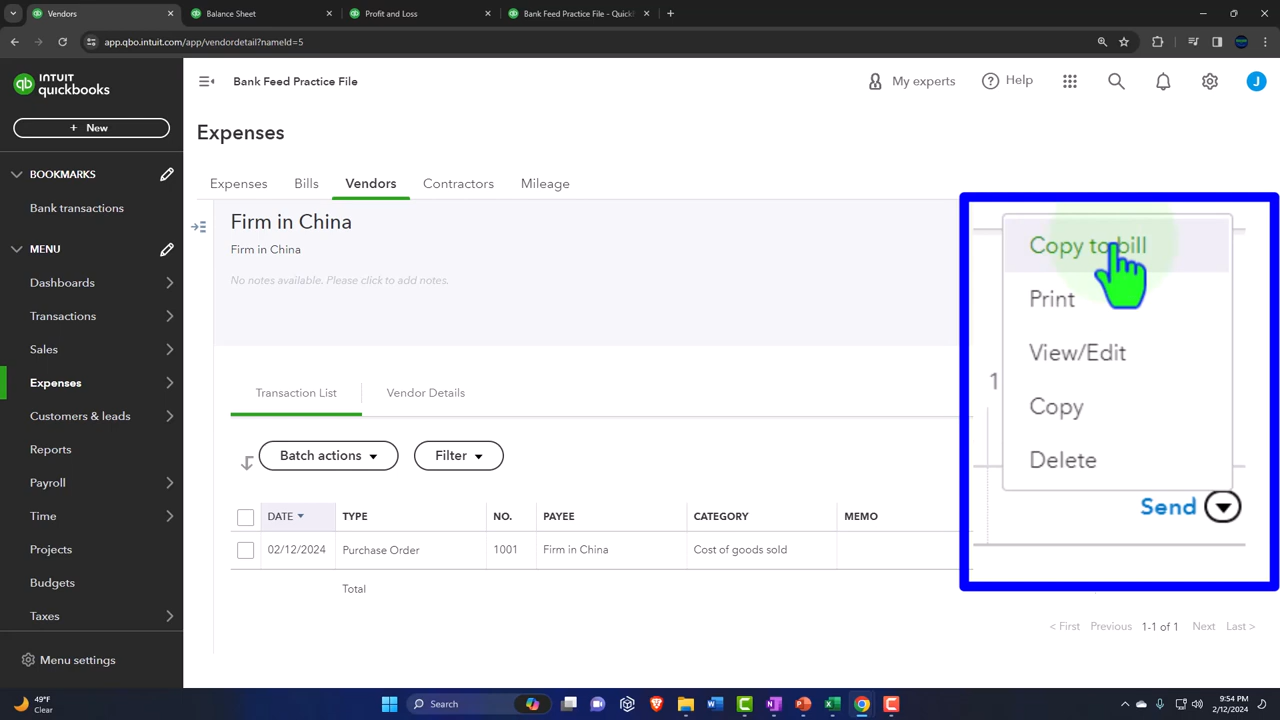 Vendors
Balance Sheet
Profit and Loss
Bank Feed Practice File - Quick
app.qbo.intuit.com/app/vendordetail?nameId=5
INTUIT
quickbooks
Bank Feed Practice File
My experts
Help
J
+ New
Expenses
BOOKMARKS
Bank transactions
Expenses
Bills
Vendors
Contractors
Mileage
Firm in China
Firm in China
No notes available. Please click to add notes.
MENU
Dashboards
Transactions
Sales
Expenses
Customers & leads
Reports
Payroll
Time
Projects
Budgets
Taxes
Menu settings
Transaction List
Vendor Details
Batch actions
Filter
DATE
TYPE
NO.
PAYEE
CATEGORY
MEMO
02/12/2024
Purchase Order
1001
Firm in China
Cost of goods sold
Total
Copy to bill
Print
View/Edit
1
Copy
Delete
Send
< First Previous 1-1 of 1 Next Last >
49°F
Clear
Search
9:54 PM
2/12/2024